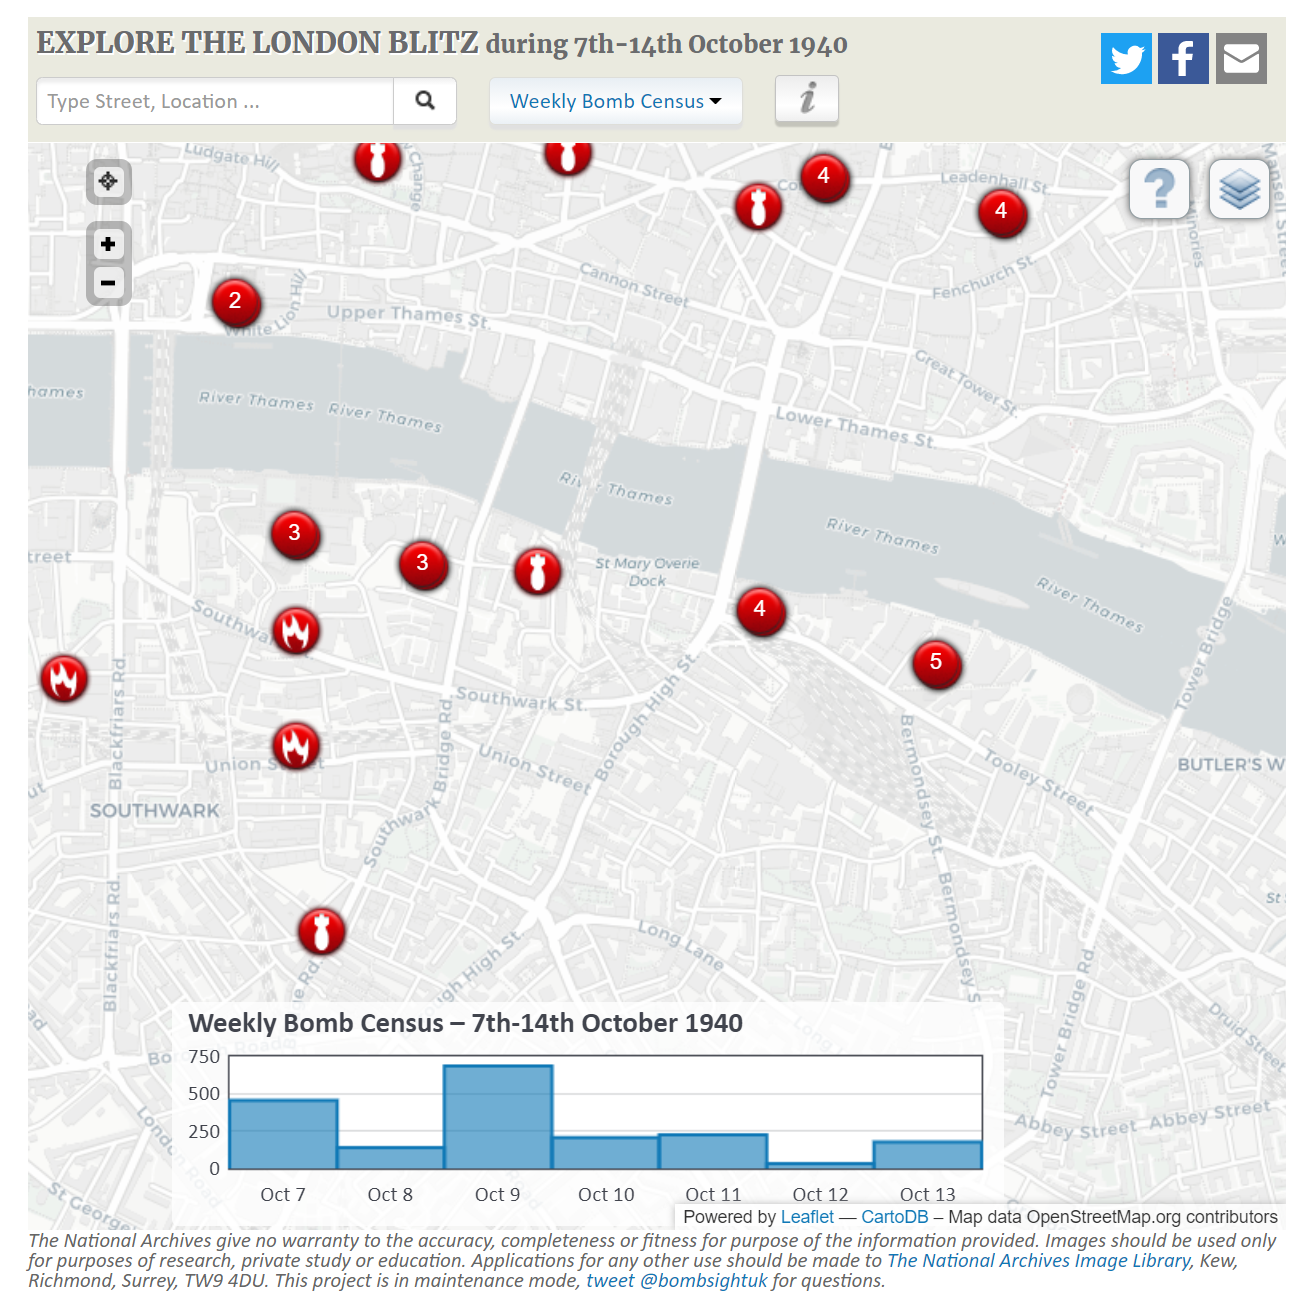 EXPLORE THE LONDON BLITZ during 7th-14th October 1940
Type Street, Location ...
Weekly Bomb Census
i
Ludgate Hill
Change
4
Leadenhall St.
4
?
Mansell Street
Minories
Cannon Street
Fenchurch St.
+
−
2
White Lion Hill
Upper Thames St.
Great Tower St.
hames
River Thames
River Thames
Lower Thames St.
River Thames
River Thames
3
3
treet
St Mary Overie
Dock
River Thames
4
5
Southwa
Southwark St.
Borough High St.
Tower Bridge
Blackfriars Rd
Union Street
Union Street
Southwark Bridge Rd
Bermondsey St.
Tooley Street
BUTLER'S W
SOUTHWARK
ut
Blackfriars Rd
Long Lane
Bermondsey S
St
gh High St.
e Rd.
Tower Bridge Rd
Druid Street
ad
Weekly Bomb Census – 7th-14th October 1940
Borough Road
Long L
750
500
250
0
Oct 7
Oct 8
Oct 9
Oct 10
Oct 11
Oct 12
Oct 13
London Road
St George
Abbey Street
Abbey Street
Powered by Leaflet — CartoDB – Map data OpenStreetMap.org contributors
The National Archives give no warranty to the accuracy, completeness or fitness for purpose of the information provided. Images should be used only
for purposes of research, private study or education. Applications for any other use should be made to The National Archives Image Library, Kew,
Richmond, Surrey, TW9 4DU. This project is in maintenance mode, tweet @bombsightuk for questions.